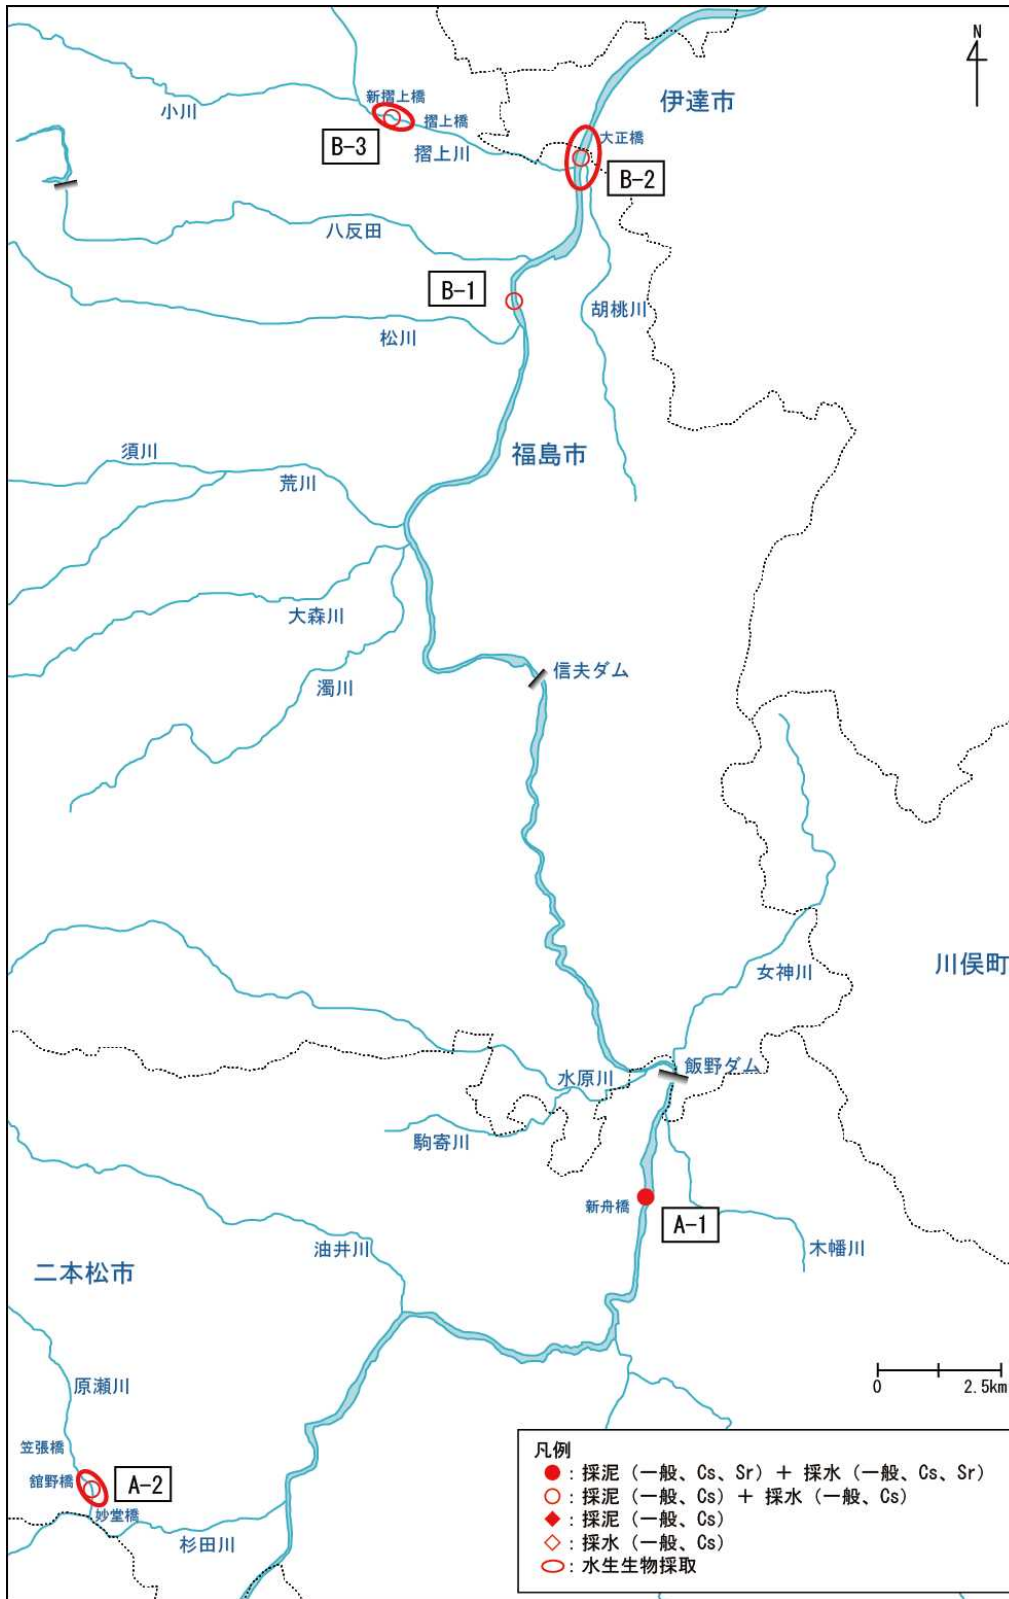 N
伊達市
新摺上橋
小川
摺上橋
大正橋
B-3
摺上川
B-2
八反田
B-1
胡桃川
松川
福島市
須川
荒川
大森川
信夫ダム
濁川
川俣町
女神川
飯野ダム
水原川
駒寄川
新舟橋
A-1
油井川
木幡川
二本松市
0 2.5km
原瀬川
笠張橋
舘野橋
A-2
妙堂橋
杉田川
凡例
: 採泥 (一般、Cs、Sr) + 採水 (一般、Cs、Sr)
: 採泥 (一般、Cs) + 採水 (一般、Cs)
: 採泥 (一般、Cs)
: 採水 (一般、Cs)
: 水生生物採取